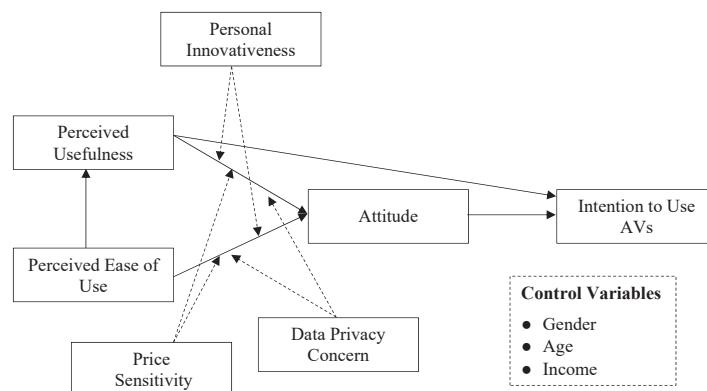 Personal
Innovativeness
Perceived
Usefulness
Attitude
Intention to Use
AVs
Perceived Ease of
Use
Control Variables
● Gender
● Age
● Income
Data Privacy
Concern
Price
Sensitivity